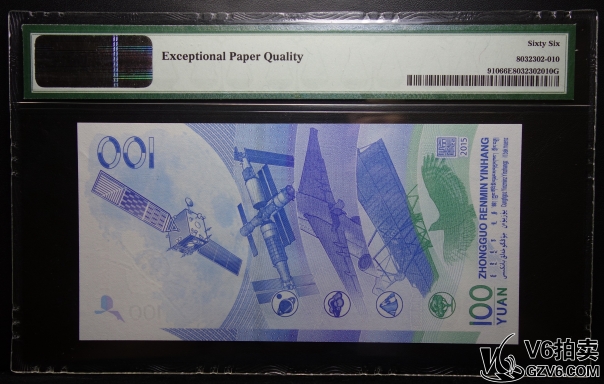 Exceptional Paper Quality
Sixty Six
8032302-010
91066E8032302010G
100
2015
ZHONGGUO RENMIN YINHANG
100
YUAN
001
V6拍卖
GZV6.COM